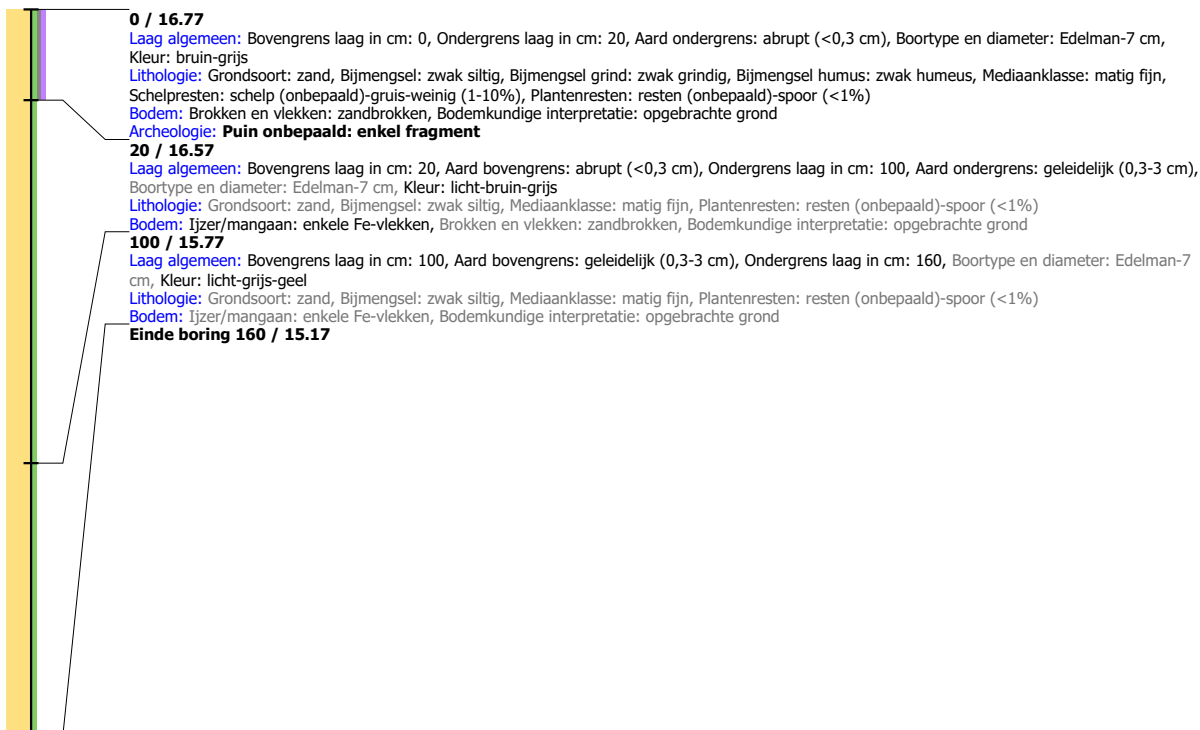 0 / 16.77
Laag algemeen: Bovengrens laag in cm: 0, Ondergrens laag in cm: 20, Aard ondergrens: abrupt (<0,3 cm), Boortype en diameter: Edelman-7 cm,
Kleur: bruin-grijs
Lithologie: Grondsoort: zand, Bijmengsel: zwak siltig, Bijmengsel grind: zwak grindig, Bijmengsel humus: zwak humeus, Mediaanklasse: matig fijn,
Schelpresten: schelp (onbepaald)-gruis-weinig (1-10%), Plantenresten: resten (onbepaald)-spoor (<1%)
Bodem: Brokken en vlekken: zandbrokken, Bodemkundige interpretatie: opgebrachte grond
Archeologie: Puin onbepaald: enkel fragment
20 / 16.57
Laag algemeen: Bovengrens laag in cm: 20, Aard bovengrens: abrupt (<0,3 cm), Ondergrens laag in cm: 100, Aard ondergrens: geleidelijk (0,3-3 cm),
Boortype en diameter: Edelman-7 cm, Kleur: licht-bruin-grijs
Lithologie: Grondsoort: zand, Bijmengsel: zwak siltig, Mediaanklasse: matig fijn, Plantenresten: resten (onbepaald)-spoor (<1%)
Bodem: Ijzer/mangaan: enkele Fe-vlekken, Brokken en vlekken: zandbrokken, Bodemkundige interpretatie: opgebrachte grond
100 / 15.77
Laag algemeen: Bovengrens laag in cm: 100, Aard bovengrens: geleidelijk (0,3-3 cm), Ondergrens laag in cm: 160, Boortype en diameter: Edelman-7
cm, Kleur: licht-grijs-geel
Lithologie: Grondsoort: zand, Bijmengsel: zwak siltig, Mediaanklasse: matig fijn, Plantenresten: resten (onbepaald)-spoor (<1%)
Bodem: Ijzer/mangaan: enkele Fe-vlekken, Bodemkundige interpretatie: opgebrachte grond
Einde boring 160 / 15.17